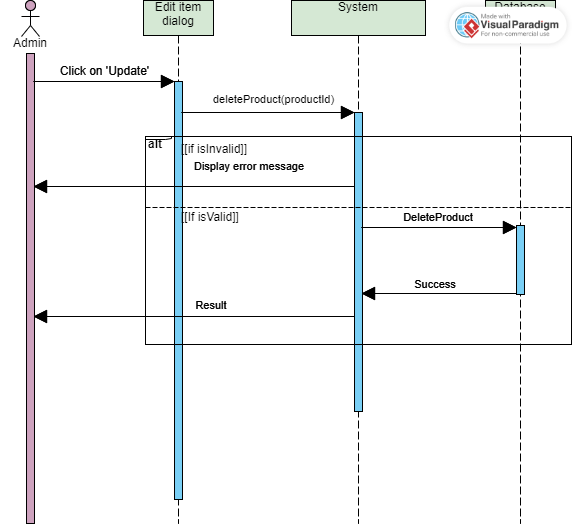 Edit item
dialog
System
Database
Made with
Visual Paradigm
For non-commercial use
Admin
Click on 'Update'
deleteProduct(productId)
alt
[[if isInvalid]]
Display error message
[[If isValid]]
DeleteProduct
Success
Result